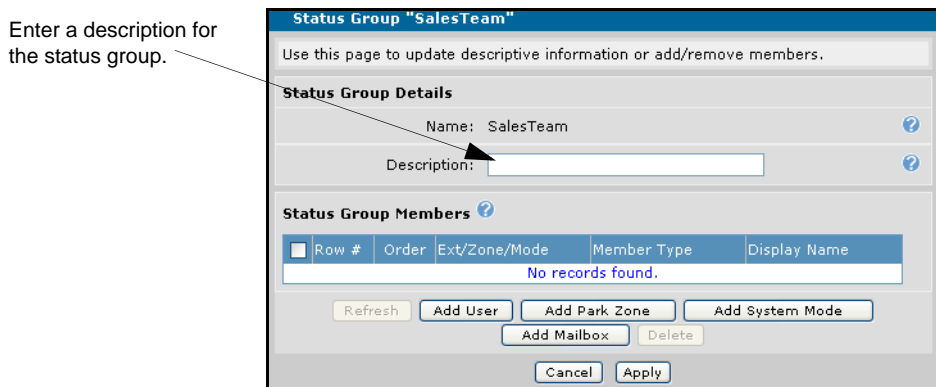 Enter a description for
the status group.
Status Group "SalesTeam"
Use this page to update descriptive information or add/remove members.
Status Group Details
Name: SalesTeam
Description:
Status Group Members
Row # Order Ext/Zone/Mode Member Type Display Name
No records found.
Refresh Add User Add Park Zone Add System Mode
Add Mailbox Delete
Cancel Apply